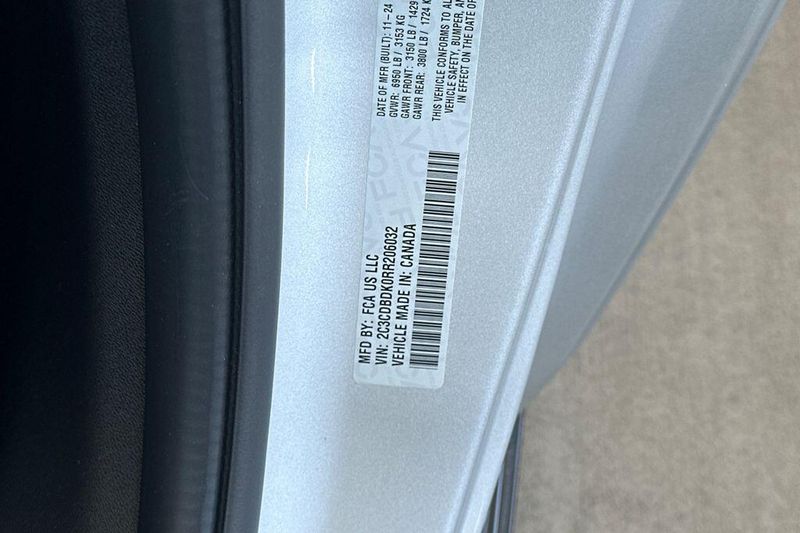 MFD BY: FCA US LLC
VIN: 2C3CDBDK0RR206032
VEHICLE MADE IN: CANADA
DATE OF MFR (BUILT): 11-24
GVWR: 6950 LB / 3153 KG
GAWR FRONT: 3150 LB / 1429
GAWR REAR: 3800 LB / 1724 K
THIS VEHICLE CONFORMS TO AL
VEHICLE SAFETY, BUMPER, AN
IN EFFECT ON THE DATE OF